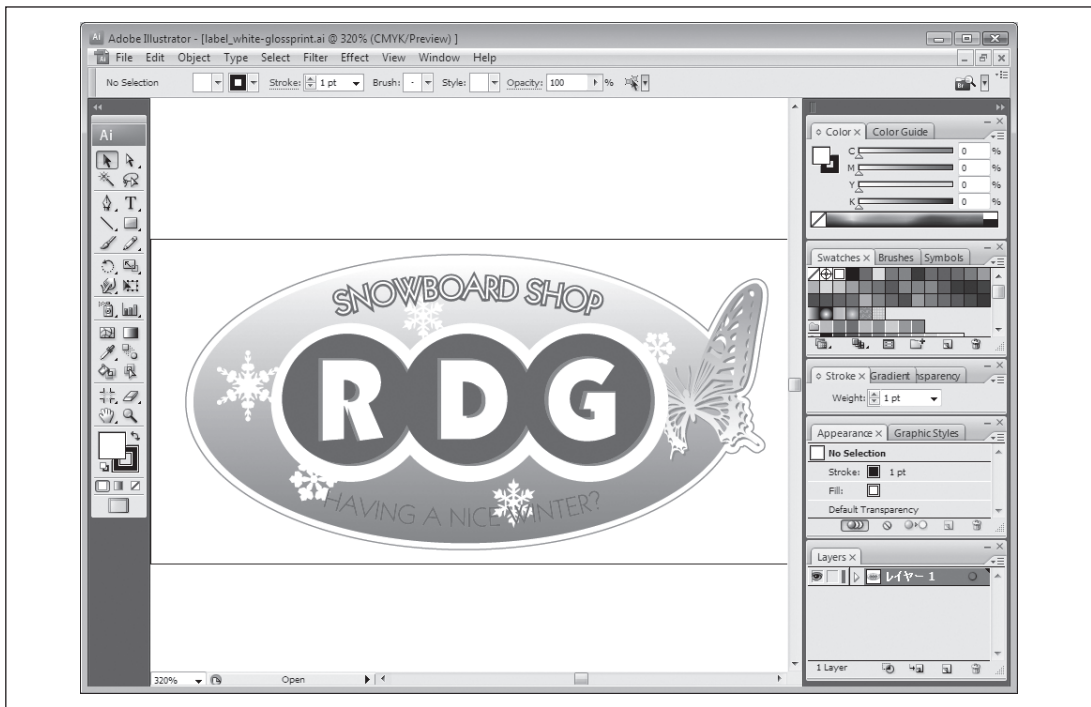 Adobe Illustrator - [label_white-glossprint.ai @ 320% (CMYK/Preview) ]
File Edit Object Type Select Filter Effect View Window Help
No Selection Stroke: 1 pt Brush: Style: Opacity: 100 %
Ai
T
SNOWBOARD SHOP
RDG
HAVING A NICE WINTER?
Color Color Guide
C 0 %
M 0 %
Y 0 %
K 0 %
Swatches Brushes Symbols
Stroke Gradient nsparency
Weight: 1 pt
Appearance Graphic Styles
No Selection
Stroke: 1 pt
Fill:
Default Transparency
Layers
レイヤー 1
1 Layer
320% Open